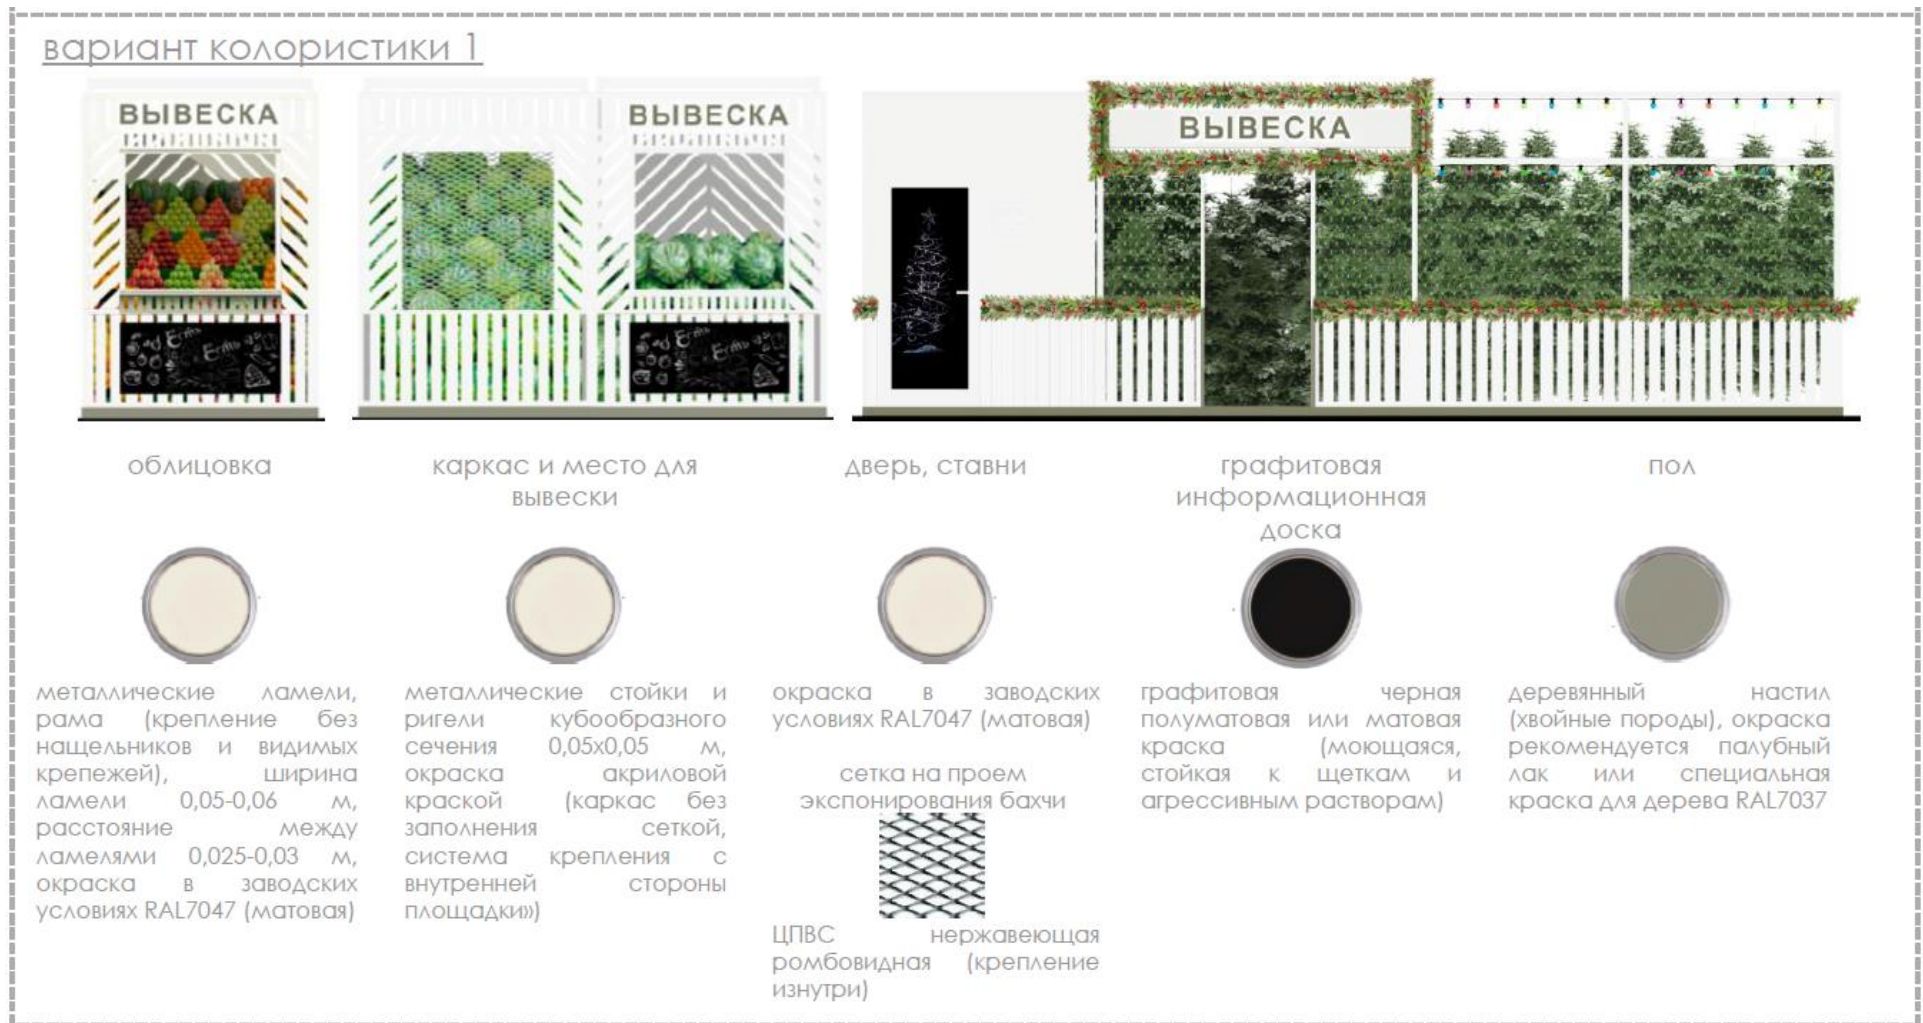 вариант колористики 1
ВЫВЕСКА
ВЫВЕСКА
ВЫВЕСКА
Есть
Есть
облицовка
каркас и место для
вывески
дверь, ставни
графитовая
информационная
доска
пол
металлические ламели,
рама (крепление без
нащельников и видимых
крепежей), ширина
ламели 0,05-0,06 м,
расстояние между
ламелями 0,025-0,03 м,
окраска в заводских
условиях RAL7047 (матовая)
металлические стойки и
ригели кубообразного
сечения 0,05х0,05 м,
окраска акриловой
краской (каркас без
заполнения сеткой,
система крепления с
внутренней стороны
площадки»)
окраска в заводских
условиях RAL7047 (матовая)
сетка на проем
экспонирования бахчи
ЦПВС нержавеющая
ромбовидная (крепление
изнутри)
графитовая черная
полуматовая или матовая
краска (моющаяся,
стойкая к щеткам и
агрессивным растворам)
деревянный настил
(хвойные породы), окраска
рекомендуется палубный
лак или специальная
краска для дерева RAL7037